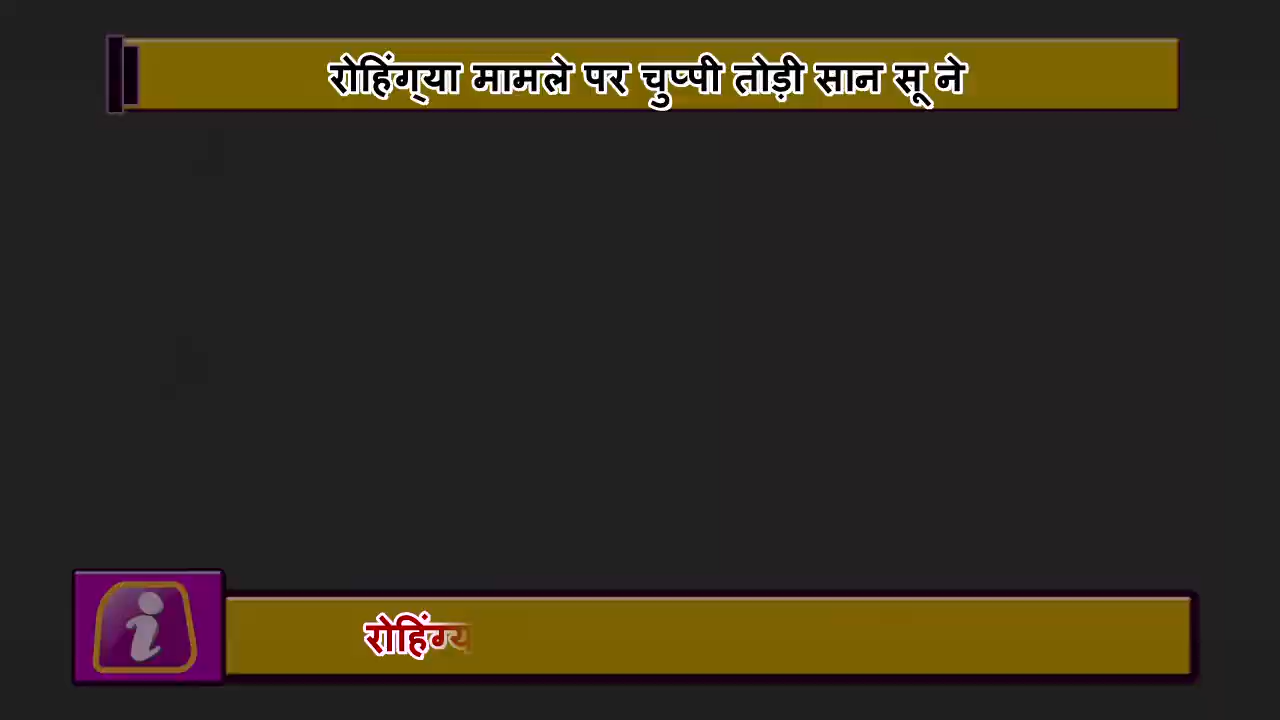 रोहिंग्‌या मामले पर चुप्पी तोड़ी सान सू ने
रोहिंग्य